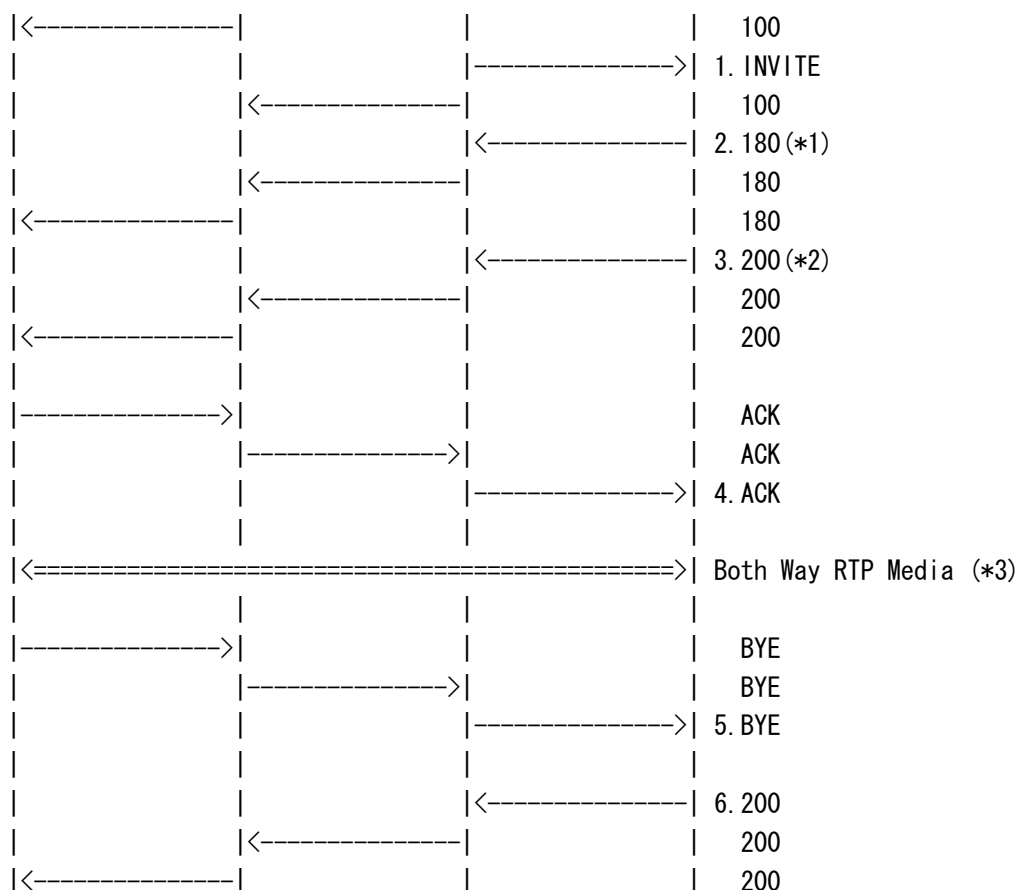 |<---------------|                |                |   100
|                |                |--------------->| 1.INVITE
|                |<---------------|                |   100
|                |                |<---------------| 2.180(*1)
|                |<---------------|                |   180
|<---------------|                |                |   180
|                |                |<---------------| 3.200(*2)
|                |<---------------|                |   200
|<---------------|                |                |   200
|                |                |                |
|--------------->|                |                |   ACK
|                |--------------->|                |   ACK
|                |                |--------------->| 4.ACK
|                |                |                |
|<================================================>| Both Way RTP Media (*3)
|                |                |                |
|--------------->|                |                |   BYE
|                |--------------->|                |   BYE
|                |                |--------------->| 5.BYE
|                |                |                |
|                |                |<---------------| 6.200
|                |<---------------|                |   200
|<---------------|                |                |   200